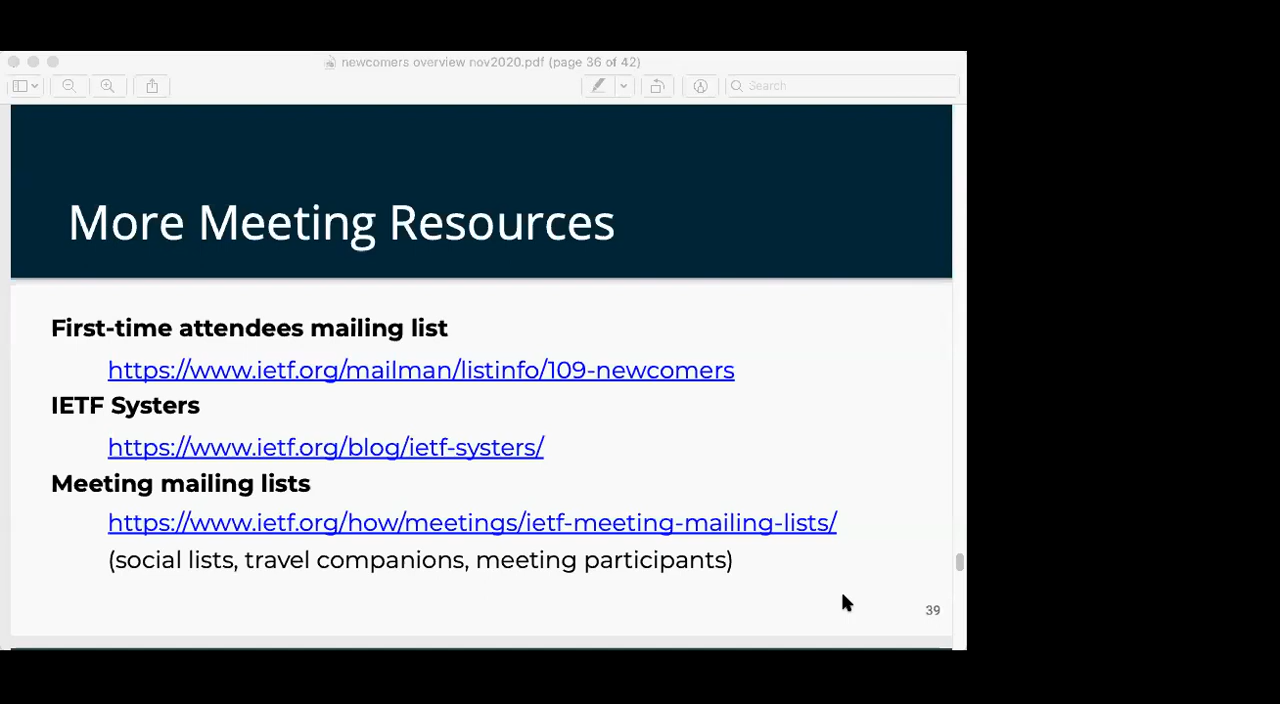 newcomers overview nov2020.pdf (page 36 of 42)
Search
More Meeting Resources
First-time attendees mailing list
https://www.ietf.org/mailman/listinfo/109-newcomers
IETF Systers
https://www.ietf.org/blog/ietf-systers/
Meeting mailing lists
https://www.ietf.org/how/meetings/ietf-meeting-mailing-lists/
(social lists, travel companions, meeting participants)
39